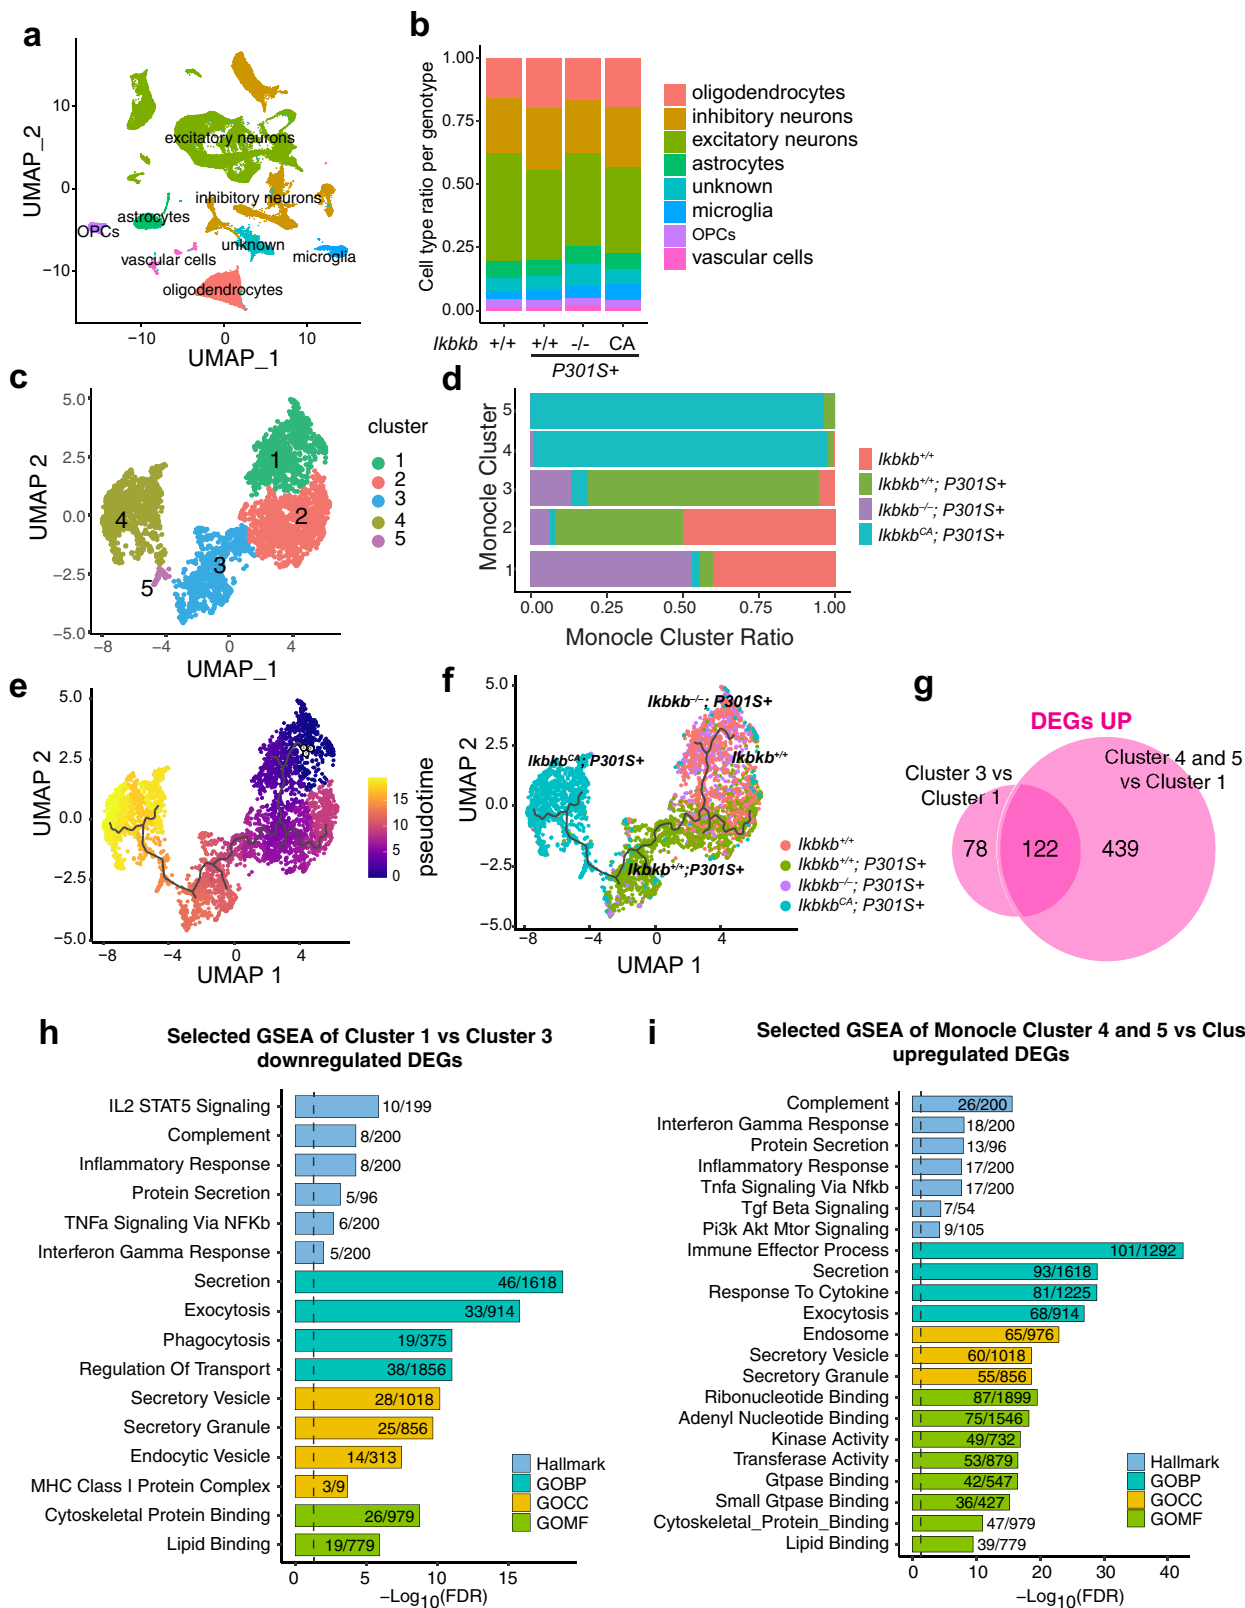 a
UMAP_2
10
0
−10
excitatory neurons
inhibitory neurons
astrocytes
OPCs
unknown
vascular cells
microglia
oligodendrocytes
−10
0
10
UMAP_1
b
Cell type ratio per genotype
1.00
0.75
0.50
0.25
0.00
Ikbkb +/+ +/+ -/- CA
P301S+
oligodendrocytes
inhibitory neurons
excitatory neurons
astrocytes
unknown
microglia
OPCs
vascular cells
c
UMAP 2
5.0
2.5
0.0
−2.5
−5.0
1
2
3
4
5
−8
−4
0
4
UMAP_1
cluster
1
2
3
4
5
d
Monocle Cluster
5
4
3
2
1
0.00
0.25
0.50
0.75
1.00
Monocle Cluster Ratio
Ikbkb+/+
Ikbkb+/+; P301S+
Ikbkb−/−; P301S+
IkbkbCA; P301S+
e
UMAP 2
5.0
2.5
0.0
−2.5
−5.0
−8
−4
0
4
UMAP 1
15
10
5
0
pseudotime
f
UMAP 2
5.0
2.5
0.0
−2.5
−5.0
Ikbkb−/−; P301S+
IkbkbCA; P301S+
Ikbkb+/+
Ikbkb+/+;P301S+
−8
−4
0
4
UMAP 1
Ikbkb+/+
Ikbkb+/+; P301S+
Ikbkb−/−; P301S+
IkbkbCA; P301S+
g
DEGs UP
Cluster 3 vs
Cluster 1
Cluster 4 and 5
vs Cluster 1
78
122
439
h
Selected GSEA of Cluster 1 vs Cluster 3
downregulated DEGs
IL2 STAT5 Signaling 10/199
Complement 8/200
Inflammatory Response 8/200
Protein Secretion 5/96
TNFa Signaling Via NFKb 6/200
Interferon Gamma Response 5/200
Secretion 46/1618
Exocytosis 33/914
Phagocytosis 19/375
Regulation Of Transport 38/1856
Secretory Vesicle 28/1018
Secretory Granule 25/856
Endocytic Vesicle 14/313
MHC Class I Protein Complex 3/9
Cytoskeletal Protein Binding 26/979
Lipid Binding 19/779
Hallmark
GOBP
GOCC
GOMF
0
5
10
15
−Log10(FDR)
i
Selected GSEA of Monocle Cluster 4 and 5 vs Clus
upregulated DEGs
Complement 26/200
Interferon Gamma Response 18/200
Protein Secretion 13/96
Inflammatory Response 17/200
Tnfa Signaling Via Nfkb 17/200
Tgf Beta Signaling 7/54
Pi3k Akt Mtor Signaling 9/105
Immune Effector Process 101/1292
Secretion 93/1618
Response To Cytokine 81/1225
Exocytosis 68/914
Endosome 65/976
Secretory Vesicle 60/1018
Secretory Granule 55/856
Ribonucleotide Binding 87/1899
Adenyl Nucleotide Binding 75/1546
Kinase Activity 49/732
Transferase Activity 53/879
Gtpase Binding 42/547
Small Gtpase Binding 36/427
Cytoskeletal_Protein_Binding 47/979
Lipid Binding 39/779
Hallmark
GOBP
GOCC
GOMF
0
10
20
30
40
−Log10(FDR)